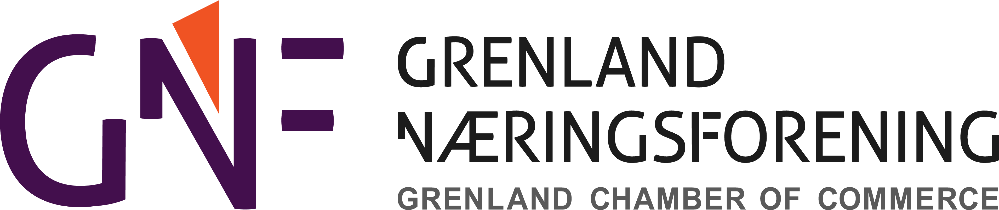 GNF
GRENLAND
NÆRINGSFORENING
GRENLAND CHAMBER OF COMMERCE